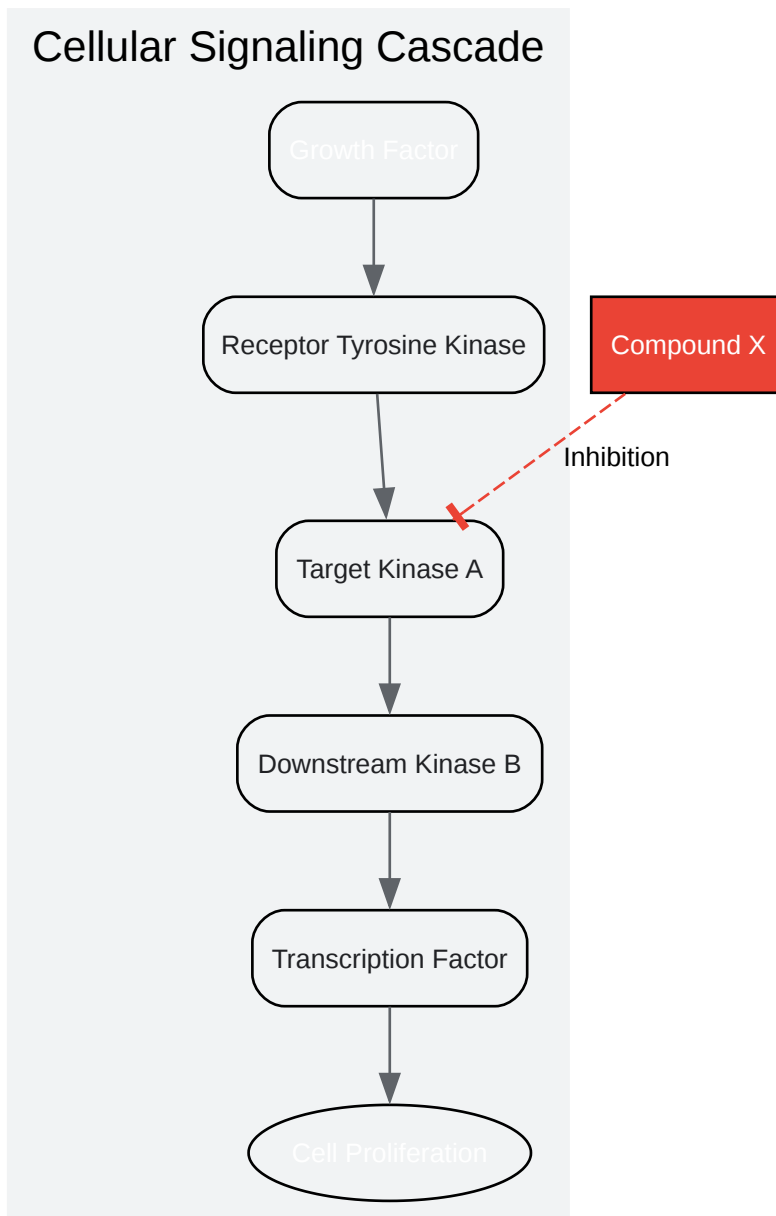 Cellular Signaling Cascade
Growth Factor
Receptor Tyrosine Kinase
Compound X
Inhibition
Target Kinase A
Downstream Kinase B
Transcription Factor
Cell Proliferation